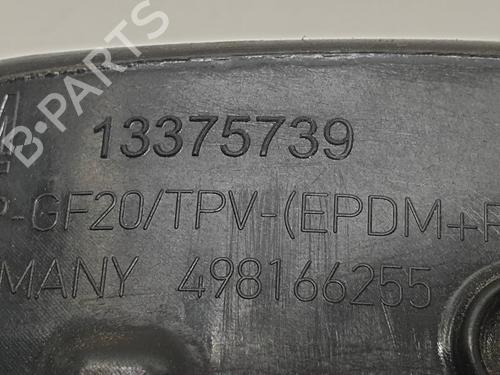 B-PARTS
13375739
P-GF20/TPV-(EPDM+P
MANY 498166255